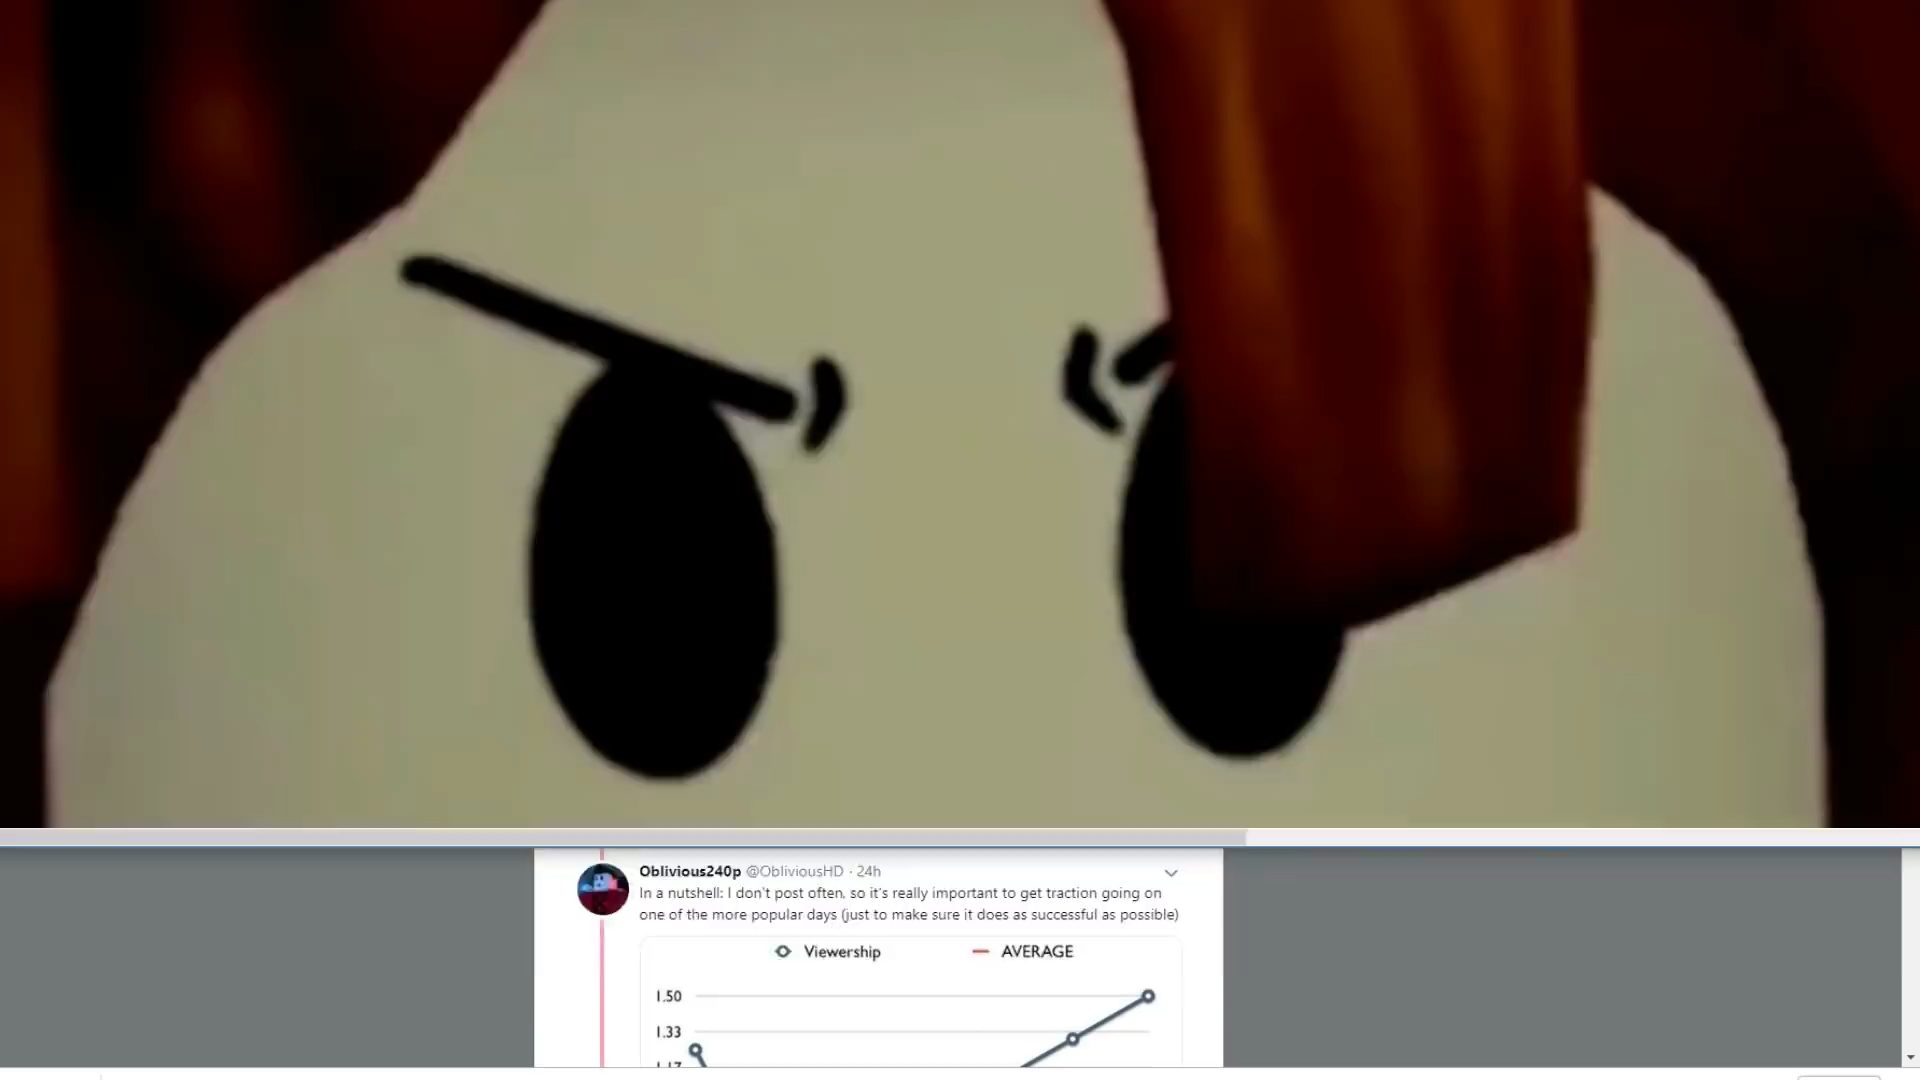 Oblivious240p @ObliviousHD · 24h
In a nutshell: I don't post often, so it's really important to get traction going on
one of the more popular days (just to make sure it does as successful as possible)
Viewership AVERAGE
1.50
1.33